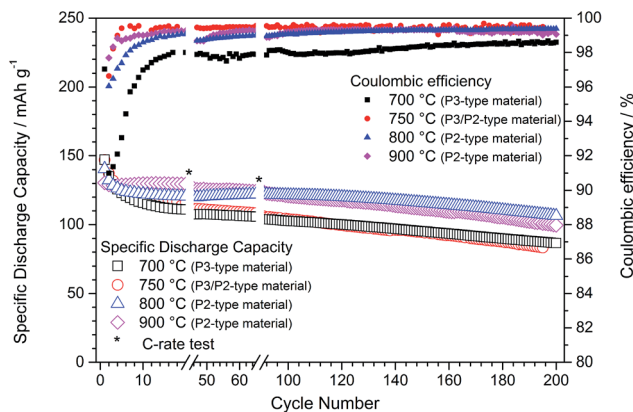 Specific Discharge Capacity / mAh g⁻¹
250
200
150
100
50
0
Coulombic efficiency
700 °C (P3-type material)
750 °C (P3/P2-type material)
800 °C (P2-type material)
900 °C (P2-type material)
*
*
Specific Discharge Capacity
700 °C (P3-type material)
750 °C (P3/P2-type material)
800 °C (P2-type material)
900 °C (P2-type material)
* C-rate test
100
98
96
94
92
90
88
86
84
82
80
Coulombic efficiency / %
0 10 50 60 100 120 140 160 180 200
Cycle Number